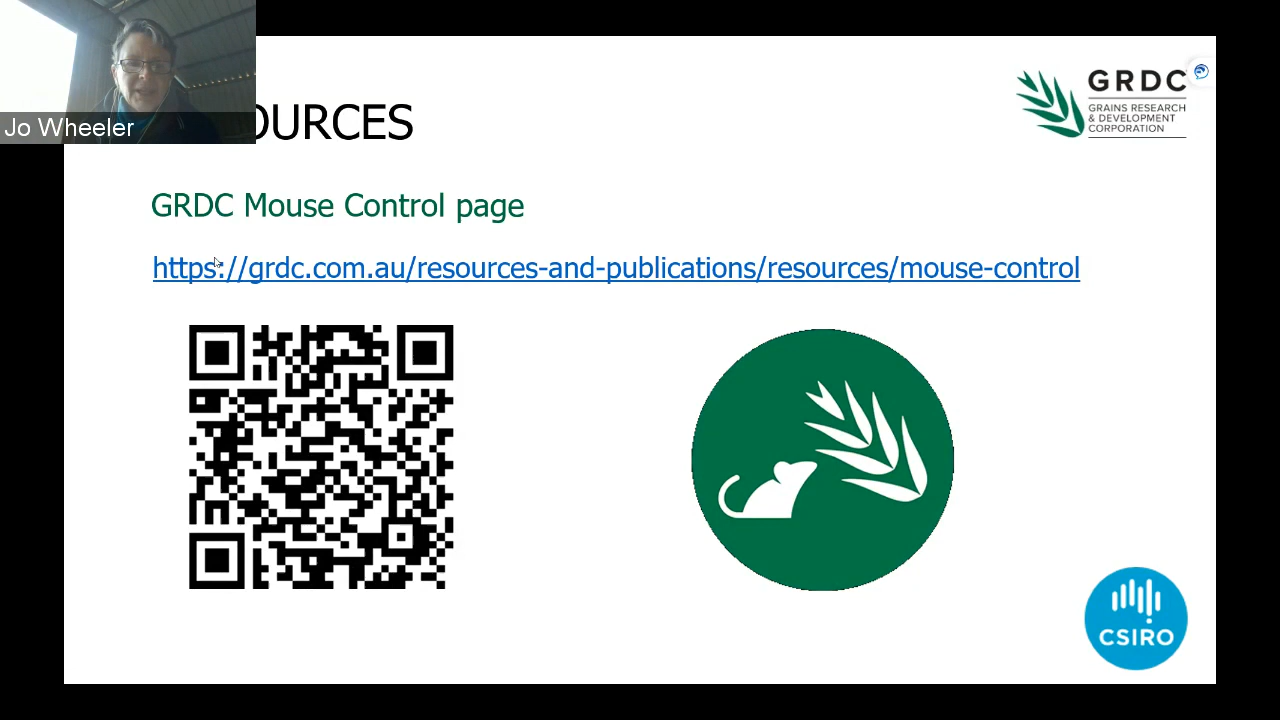 Jo Wheeler
OURCES
GRDC
GRAINS RESEARCH
& DEVELOPMENT
CORPORATION
GRDC Mouse Control page
https://grdc.com.au/resources-and-publications/resources/mouse-control
CSIRO